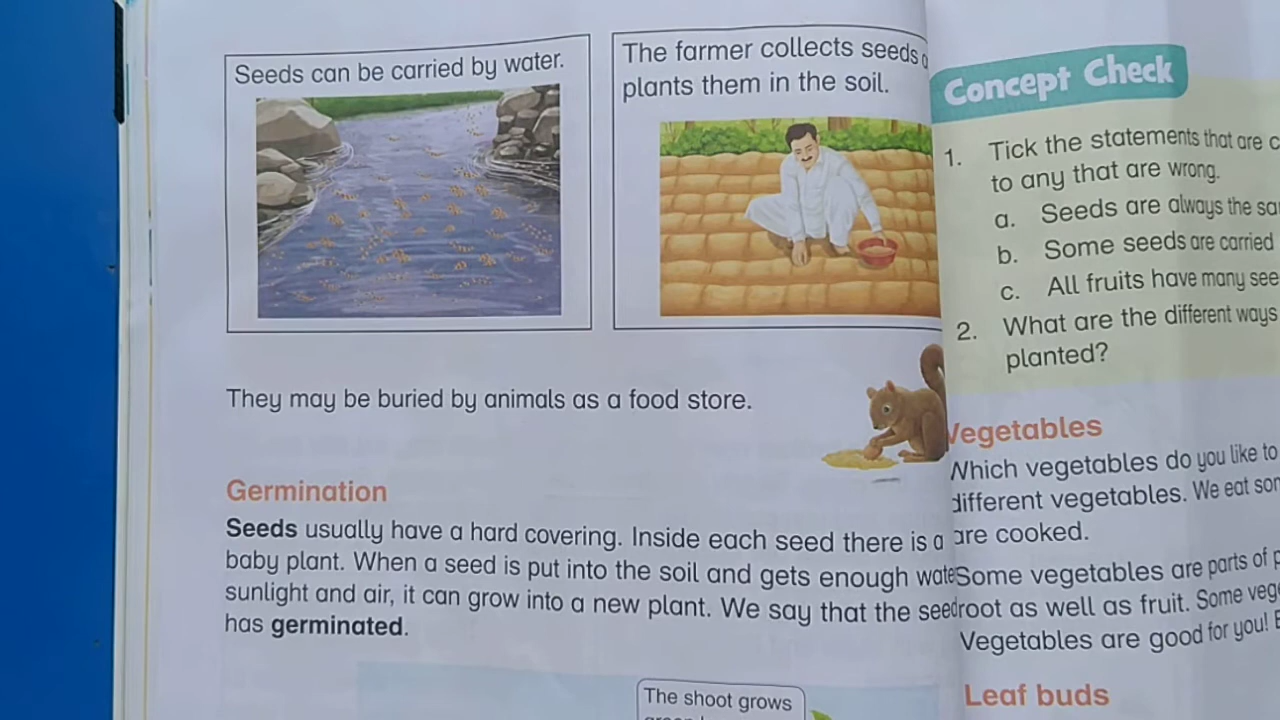 Seeds can be carried by water.
The farmer collects seeds
plants them in the soil.
They may be buried by animals as a food store.
Germination
Seeds usually have a hard covering. Inside each seed there is a
baby plant. When a seed is put into the soil and gets enough
sunlight and air, it can grow into a new plant. We say that the seed
has germinated.
The shoot grows
Concept Check
1. Tick the statements that are
to any that are wrong.
a. Seeds are always the
b. Some seeds are carried
c. All fruits have many
2. What are the different ways
planted?
Vegetables
Which vegetables do you like to
different vegetables. We eat
are cooked.
Some vegetables are parts of
root as well as fruit. Some
Vegetables are good for you!
Leaf buds